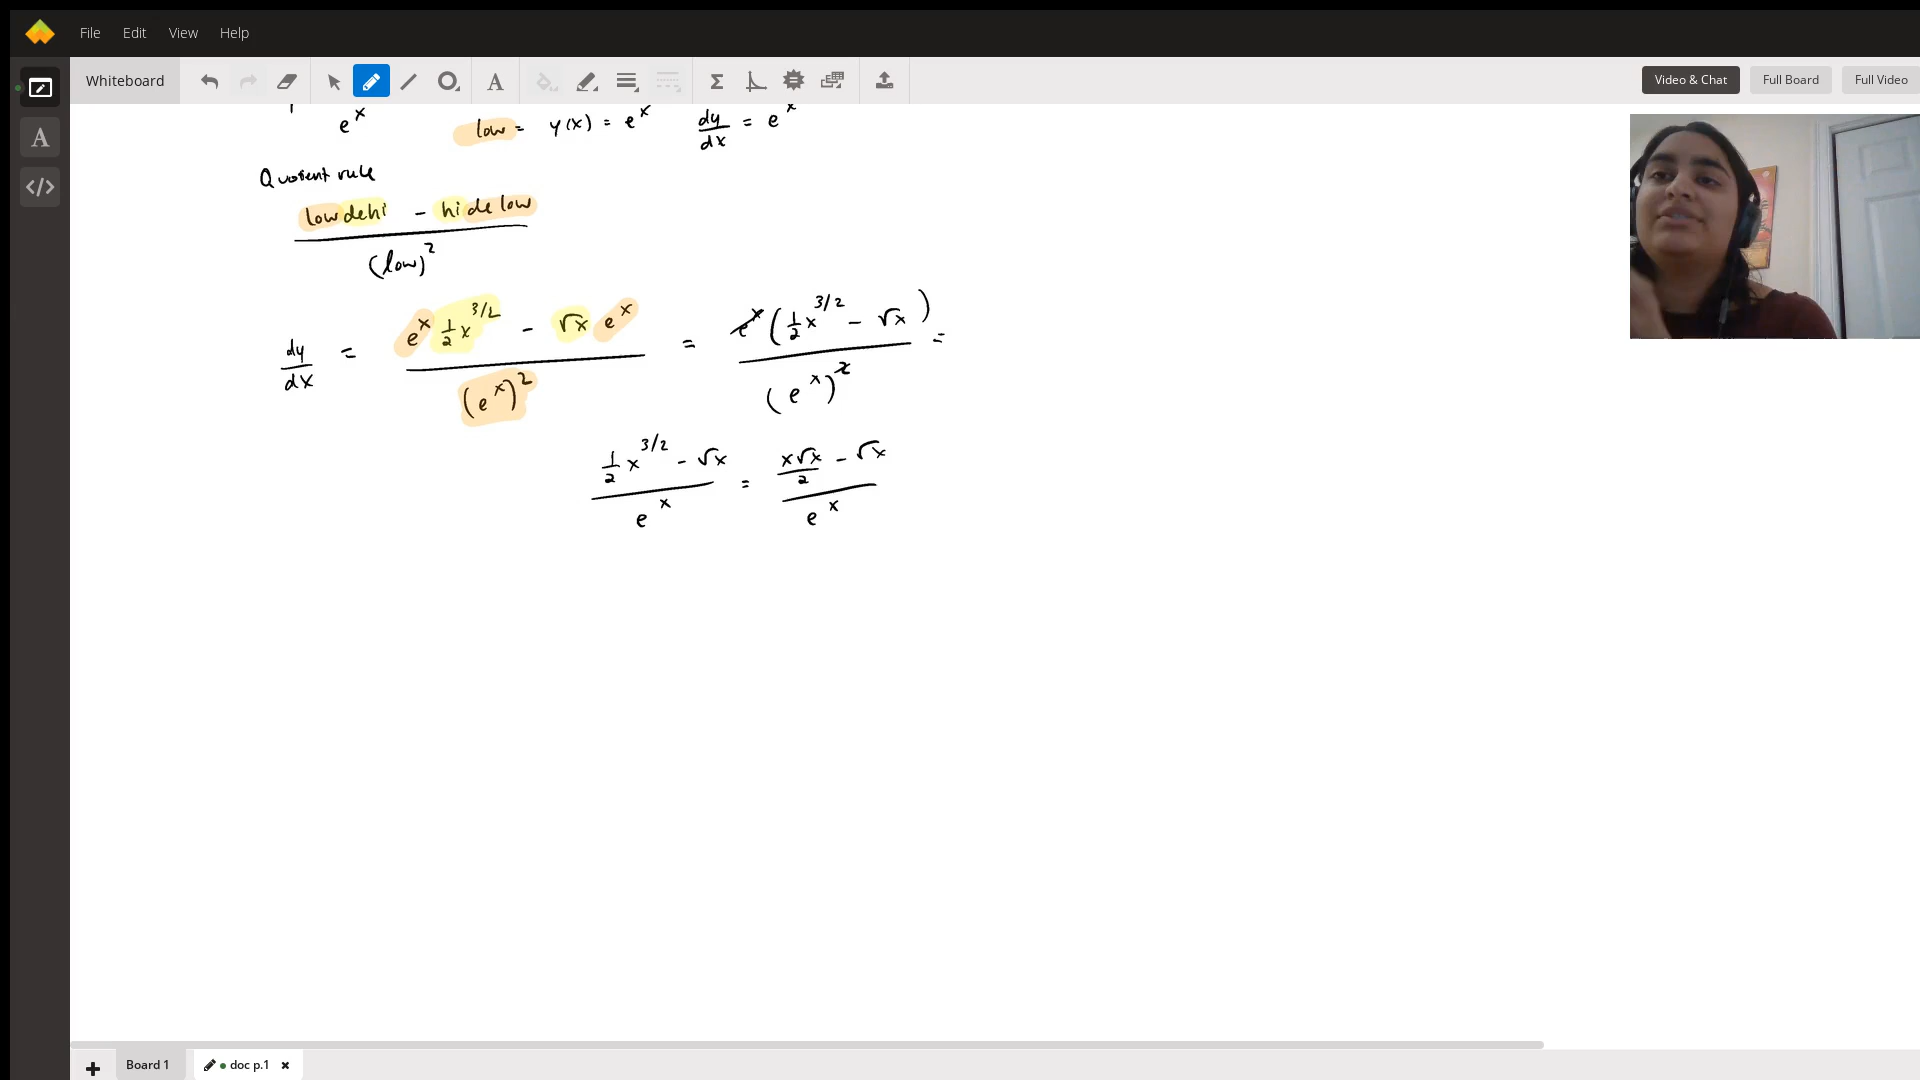 File Edit View Help
Whiteboard A Σ Video & Chat Full Board Full Video
A
</>
e^x low = y(x) = e^x dy/dx = e^x
Quotient rule
low dehi - hi de low
(low)^2
dy/dx = (e^x 1/2 x^3/2 - √x e^x)/(e^x)^2 = e^x (1/2 x^3/2 - √x)/(e^x)^2 =
(1/2 x^3/2 - √x)/e^x = (x√x/2 - √x)/e^x
+ Board 1 doc p.1 ×